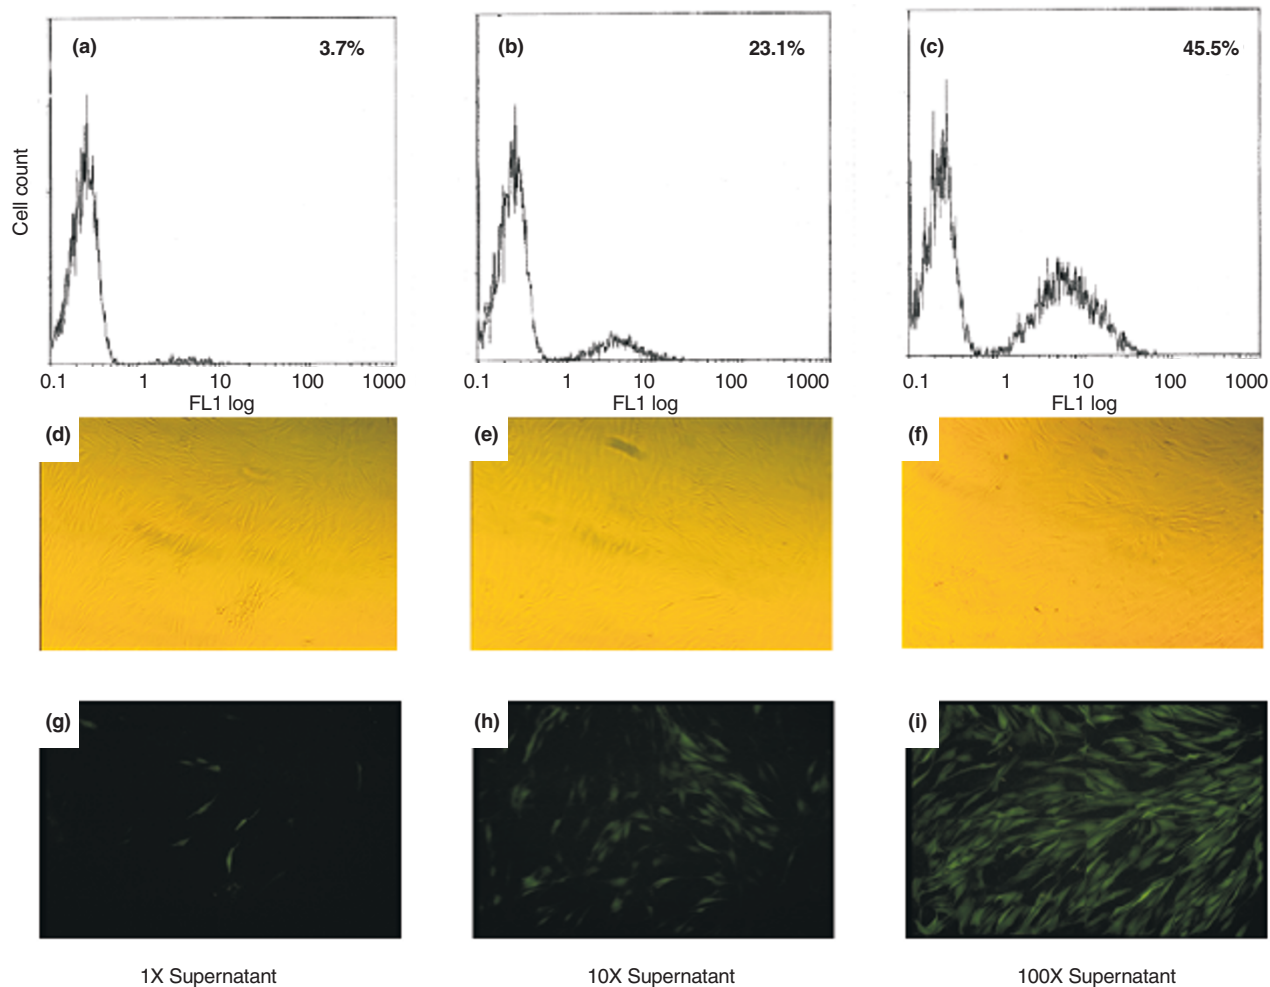 (a) 3.7%
(b) 23.1%
(c) 45.5%
Cell count
0.1 1 10 100 1000
0.1 1 10 100 1000
0.1 1 10 100 1000
FL1 log
FL1 log
FL1 log
(d)
(e)
(f)
(g)
(h)
(i)
1X Supernatant
10X Supernatant
100X Supernatant